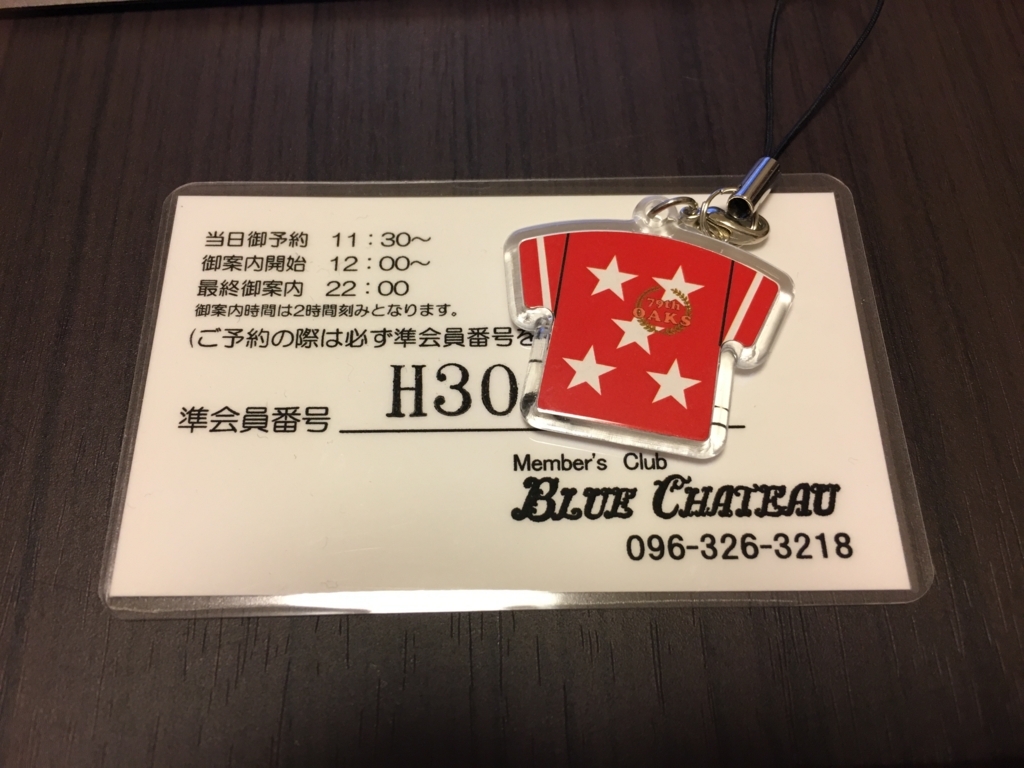 当日御予約 11：30～
御案内開始 12：00～
最終御案内 22：00
御案内時間は2時間刻みとなります。
(ご予約の際は必ず準会員番号を
準会員番号 H30
79th
OAKS
Member's Club
BLUE CHATEAU
096-326-3218